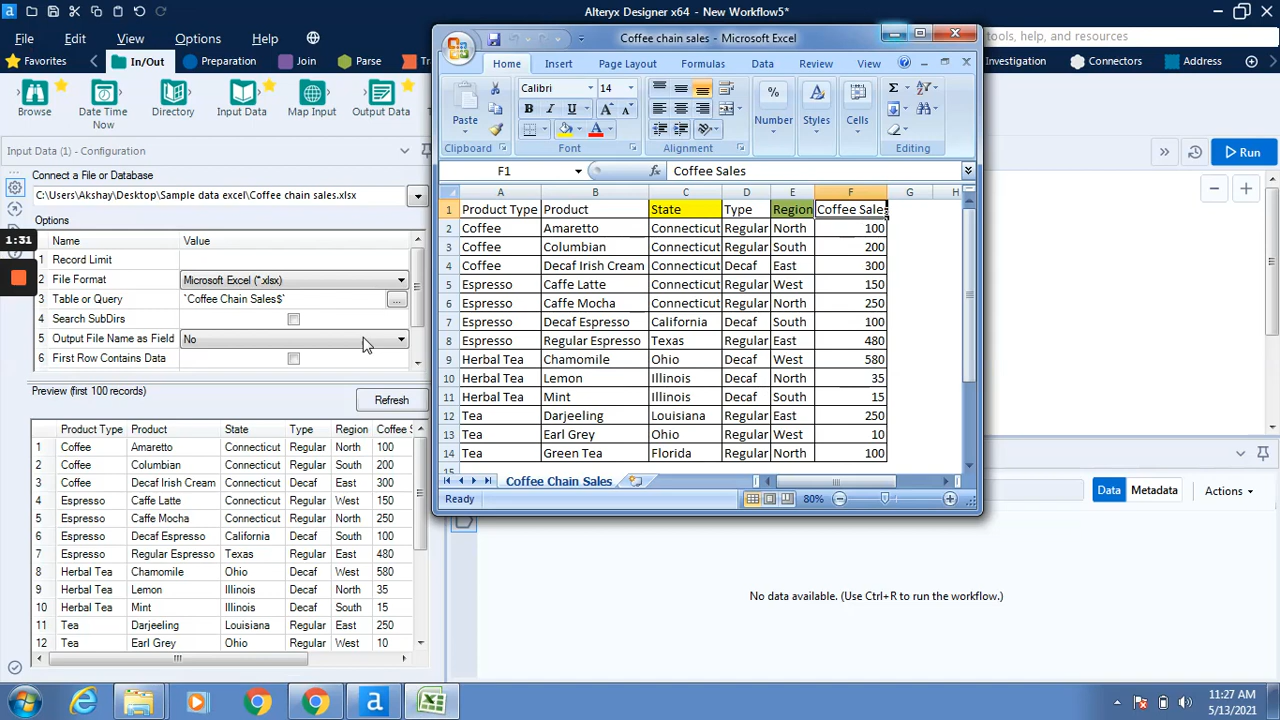 Alteryx Designer x64 - New Workflow5*
File Edit View Options Help
tools, help, and resources
Favorites In/Out Preparation Join Parse
Investigation Connectors Address
Browse Date Time Now Directory Input Data Map Input Output Data
Input Data (1) - Configuration
Run
Connect a File or Database
C:\Users\Akshay\Desktop\Sample data excel\Coffee chain sales.xlsx
Options
1:31
Name Value
1 Record Limit
2 File Format Microsoft Excel (*.xlsx)
3 Table or Query `Coffee Chain Sales$` ...
4 Search SubDirs
5 Output File Name as Field No
6 First Row Contains Data
Preview (first 100 records)
Refresh
Product Type Product State Type Region Coffee S
1 Coffee Amaretto Connecticut Regular North 100
2 Coffee Columbian Connecticut Regular South 200
3 Coffee Decaf Irish Cream Connecticut Decaf East 300
4 Espresso Caffe Latte Connecticut Regular West 150
5 Espresso Caffe Mocha Connecticut Regular North 250
6 Espresso Decaf Espresso California Decaf South 100
7 Espresso Regular Espresso Texas Regular East 480
8 Herbal Tea Chamomile Ohio Decaf West 580
9 Herbal Tea Lemon Illinois Decaf North 35
10 Herbal Tea Mint Illinois Decaf South 15
11 Tea Darjeeling Louisiana Regular East 250
12 Tea Earl Grey Ohio Regular West 10
Coffee chain sales - Microsoft Excel
Home Insert Page Layout Formulas Data Review View
Paste
Calibri 14
B I U A A
A
%
Number Styles Cells
Clipboard Font Alignment Editing
F1 fx Coffee Sales
A B C D E F G H
1 Product Type Product State Type Region Coffee Sales
2 Coffee Amaretto Connecticut Regular North 100
3 Coffee Columbian Connecticut Regular South 200
4 Coffee Decaf Irish Cream Connecticut Decaf East 300
5 Espresso Caffe Latte Connecticut Regular West 150
6 Espresso Caffe Mocha Connecticut Regular North 250
7 Espresso Decaf Espresso California Decaf South 100
8 Espresso Regular Espresso Texas Regular East 480
9 Herbal Tea Chamomile Ohio Decaf West 580
10 Herbal Tea Lemon Illinois Decaf North 35
11 Herbal Tea Mint Illinois Decaf South 15
12 Tea Darjeeling Louisiana Regular East 250
13 Tea Earl Grey Ohio Regular West 10
14 Tea Green Tea Florida Regular North 100
Coffee Chain Sales
Ready 80%
Data Metadata Actions
No data available. (Use Ctrl+R to run the workflow.)
11:27 AM
5/13/2021